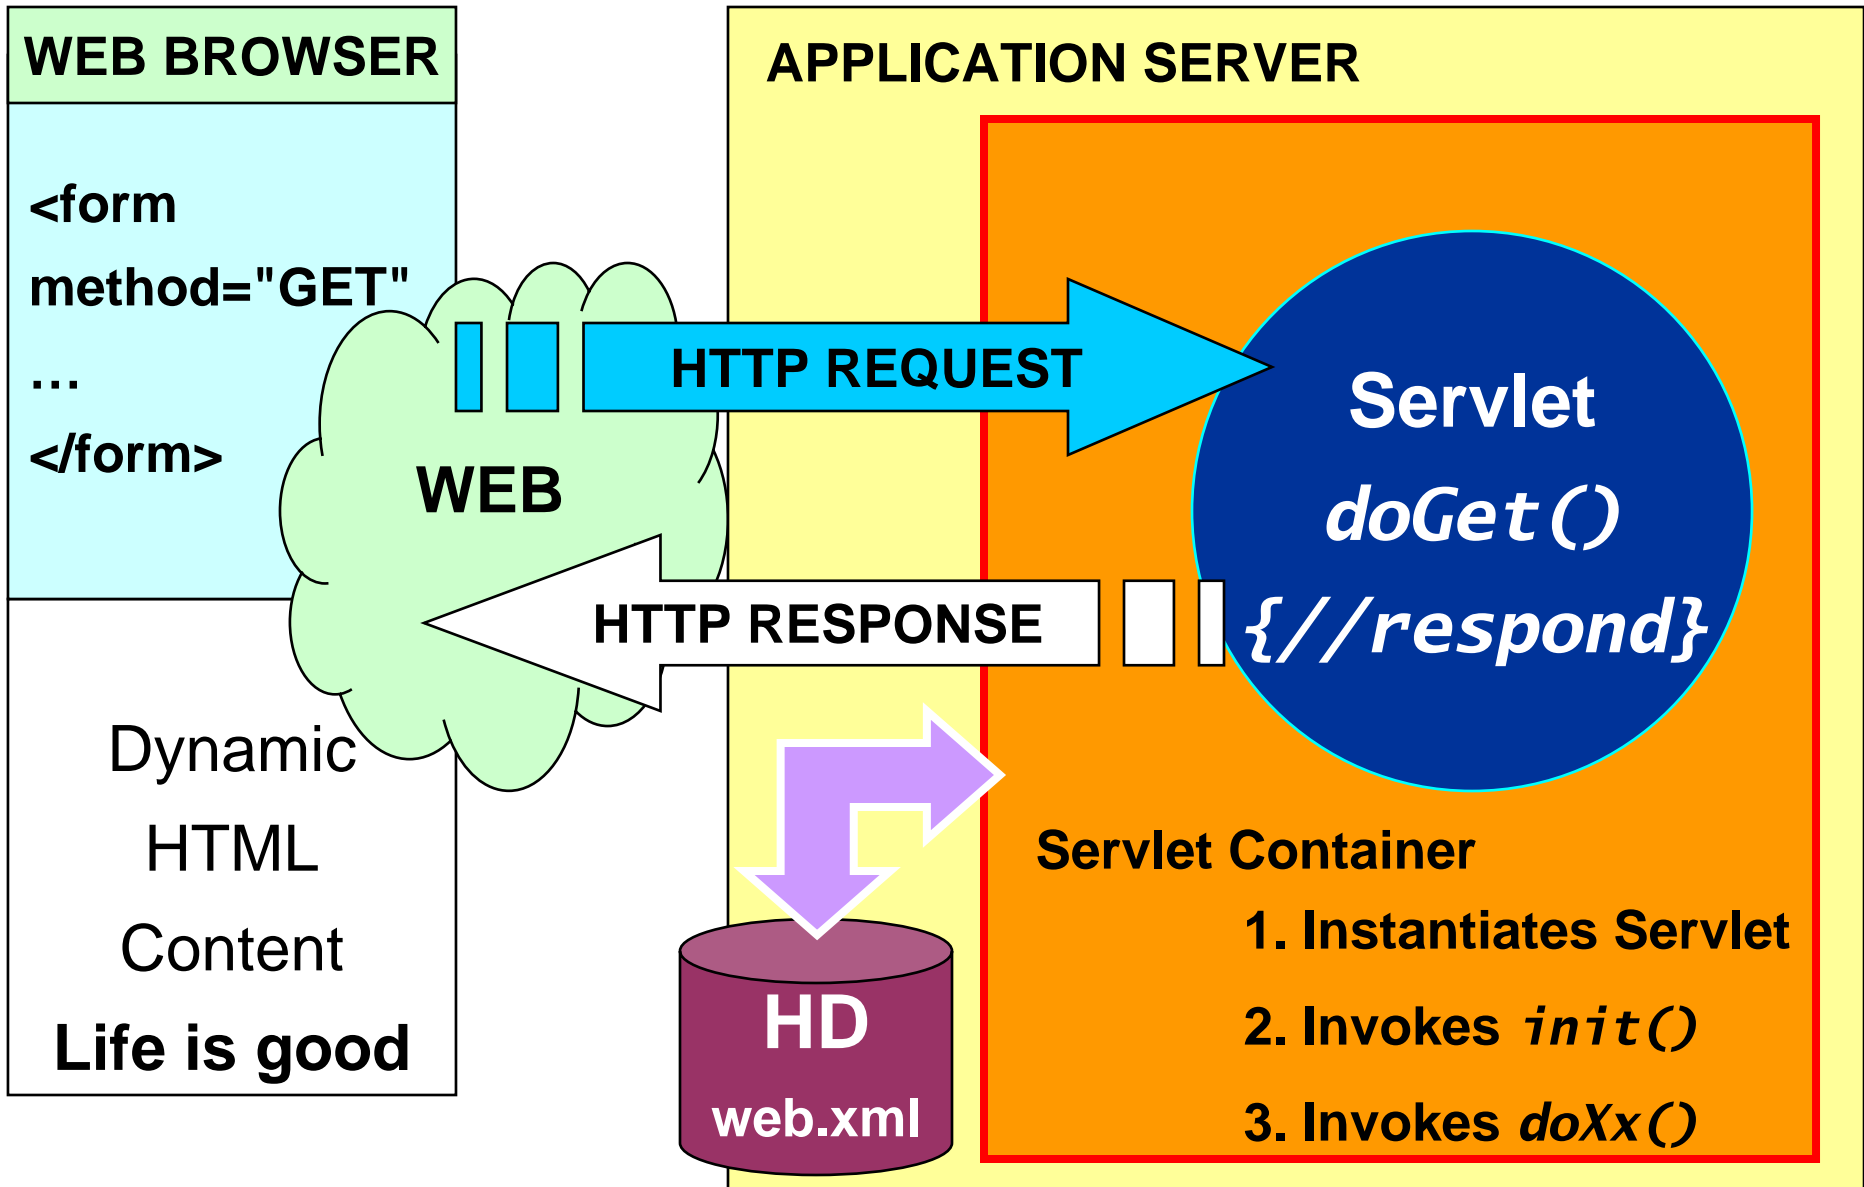 WEB BROWSER
<form
method="GET"
…
</form>
Dynamic
HTML
Content
Life is good
WEB
HTTP REQUEST
HTTP RESPONSE
APPLICATION SERVER
Servlet
doGet()
{//respond}
Servlet Container
1. Instantiates Servlet
2. Invokes init()
3. Invokes doXx()
HD
web.xml